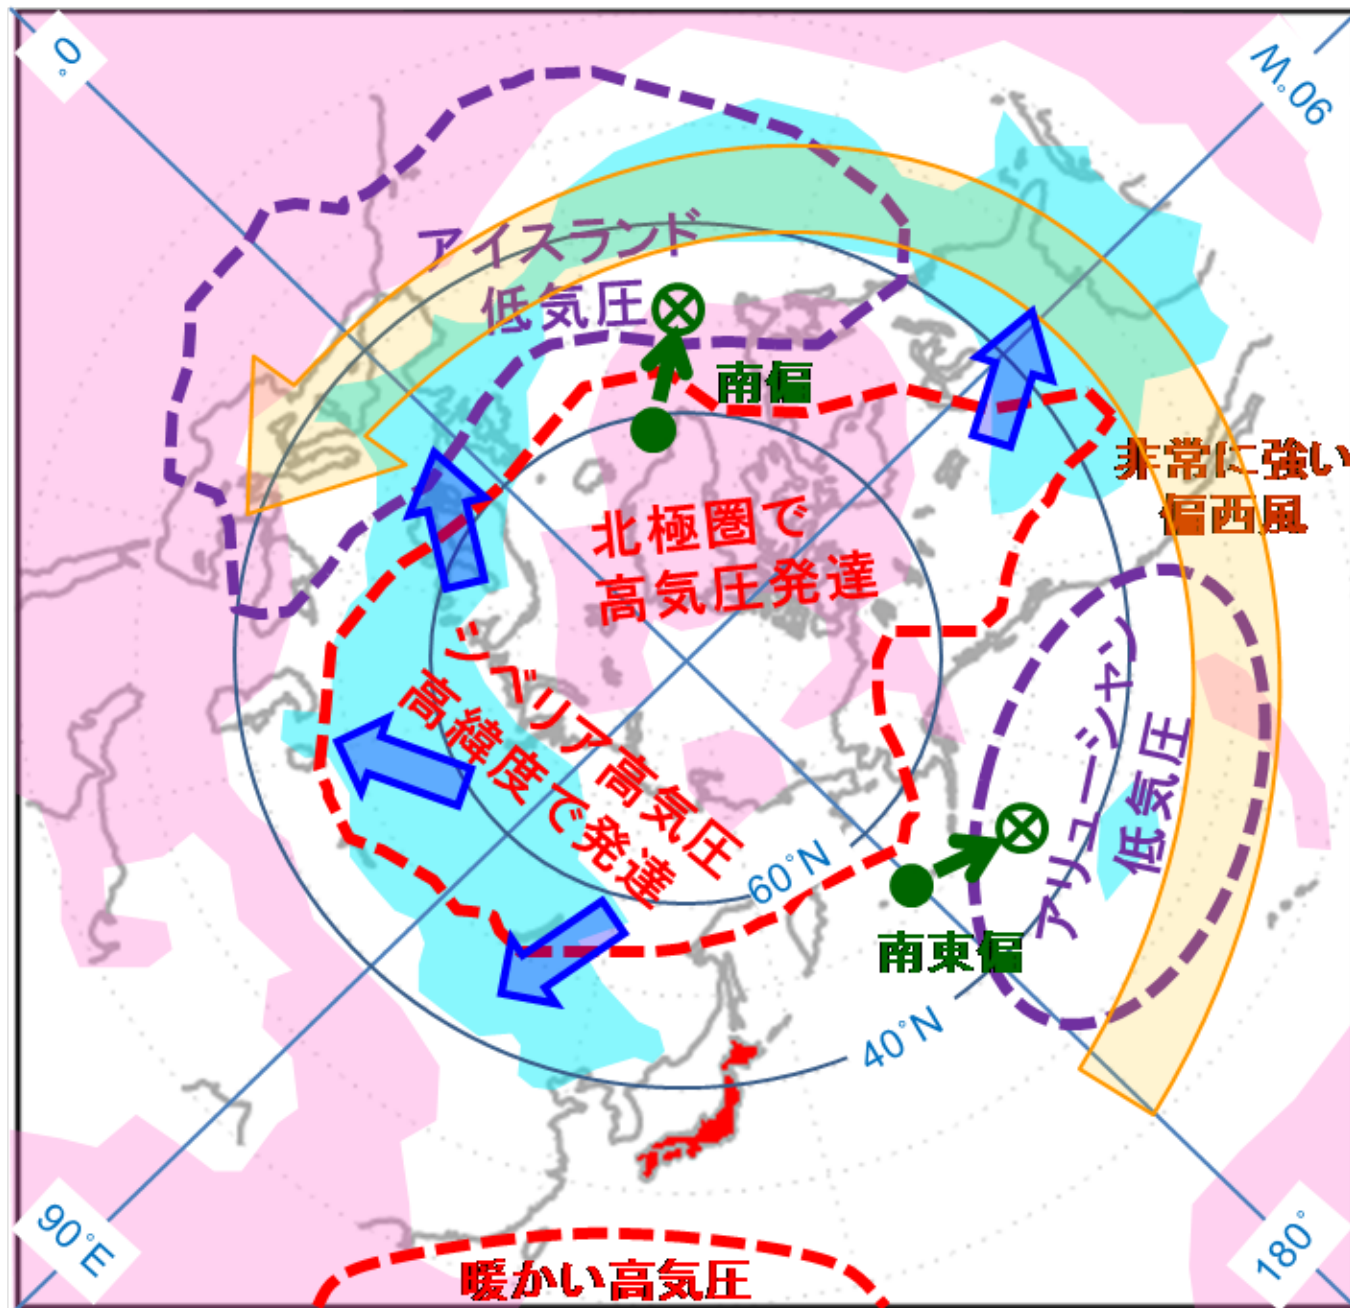 0°
90°W
アイスランド
低気圧
南偏
非常に強い
偏西風
北極圏で
高気圧発達
シベリア高気圧
高緯度で発達
アリューシャン
低気圧
60°N
南東偏
40°N
90°E
180°
暖かい高気圧